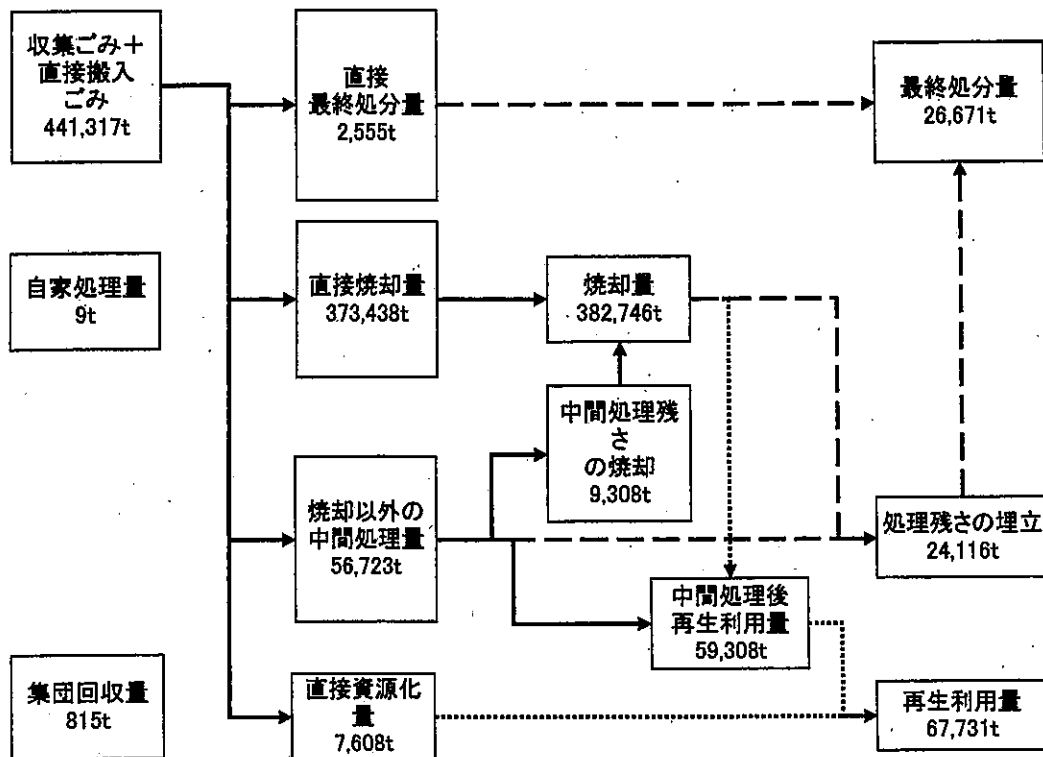 収集ごみ＋
直接搬入
ごみ
441,317t
直接
最終処分量
2,555t
最終処分量
26,671t
自家処理量
9t
直接焼却量
373,438t
焼却量
382,746t
中間処理残
さ
の焼却
9,308t
焼却以外の
中間処理量
56,723t
処理残さの埋立
24,116t
中間処理後
再生利用量
59,308t
集団回収量
815t
直接資源化
量
7,608t
再生利用量
67,731t